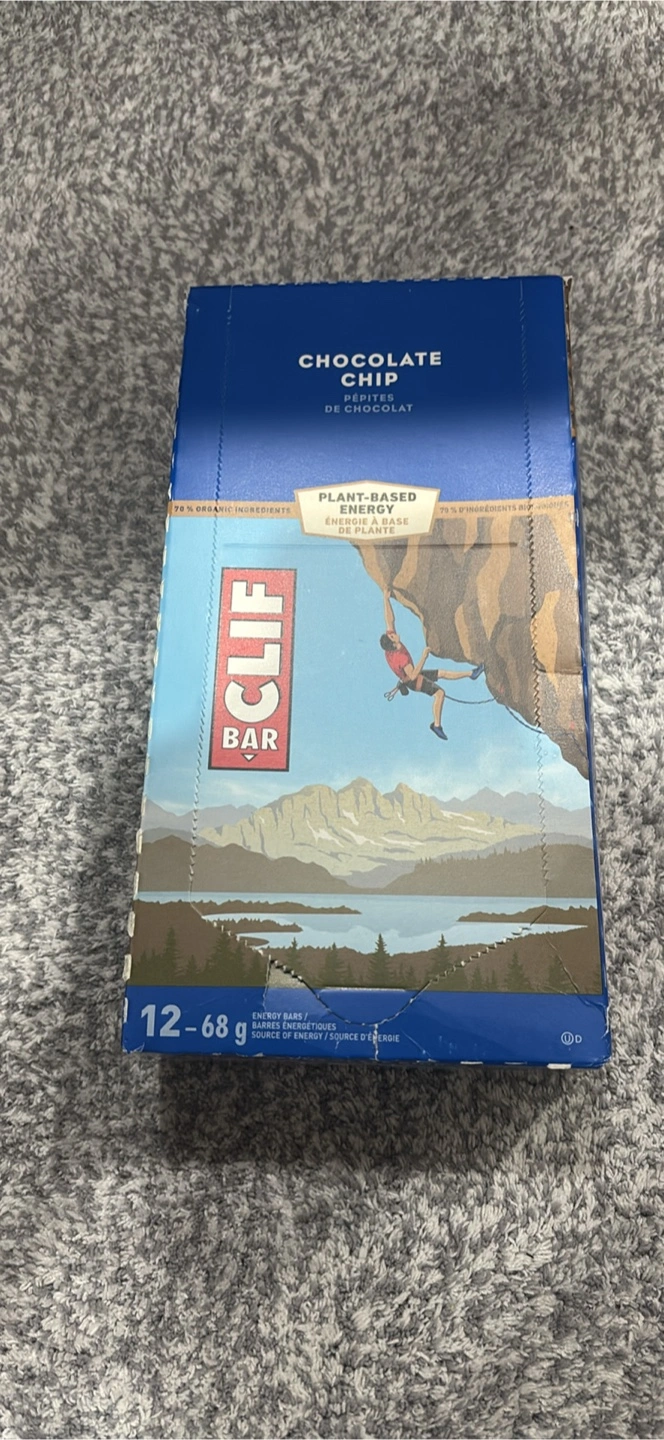 CHOCOLATE
CHIP
PÉPITES
DE CHOCOLAT
70 % ORGANIC INGREDIENTS
PLANT-BASED
ENERGY
ÉNERGIE À BASE
DE PLANTE
70 % D'INGRÉDIENTS BIOLOGIQUES
CLIF
BAR
12-68 g
ENERGY BARS /
BARRES ÉNERGÉTIQUES
SOURCE OF ENERGY / SOURCE D'ÉNERGIE
U D